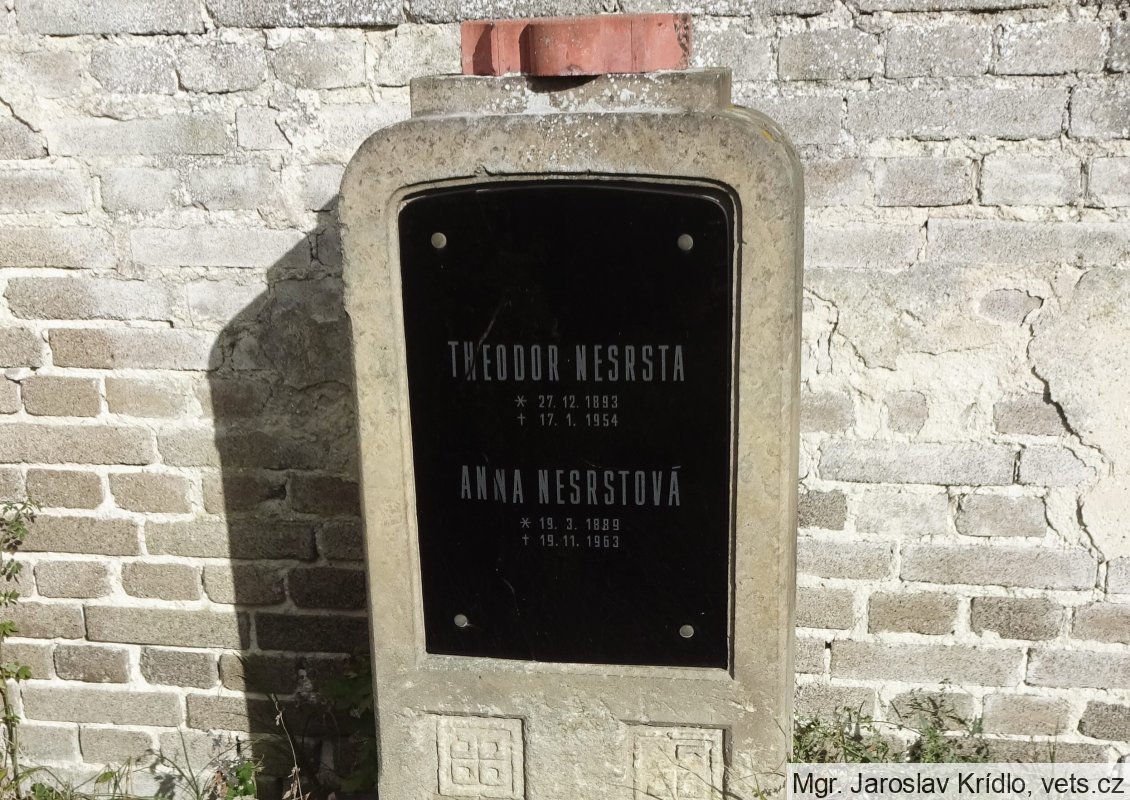 THEODOR NESRSTA
* 27. 12. 1893
† 17. 1. 1954
ANNA NESRSTOVÁ
* 19. 3. 1889
† 19. 11. 1963
Mgr. Jaroslav Krídlo, vets.cz